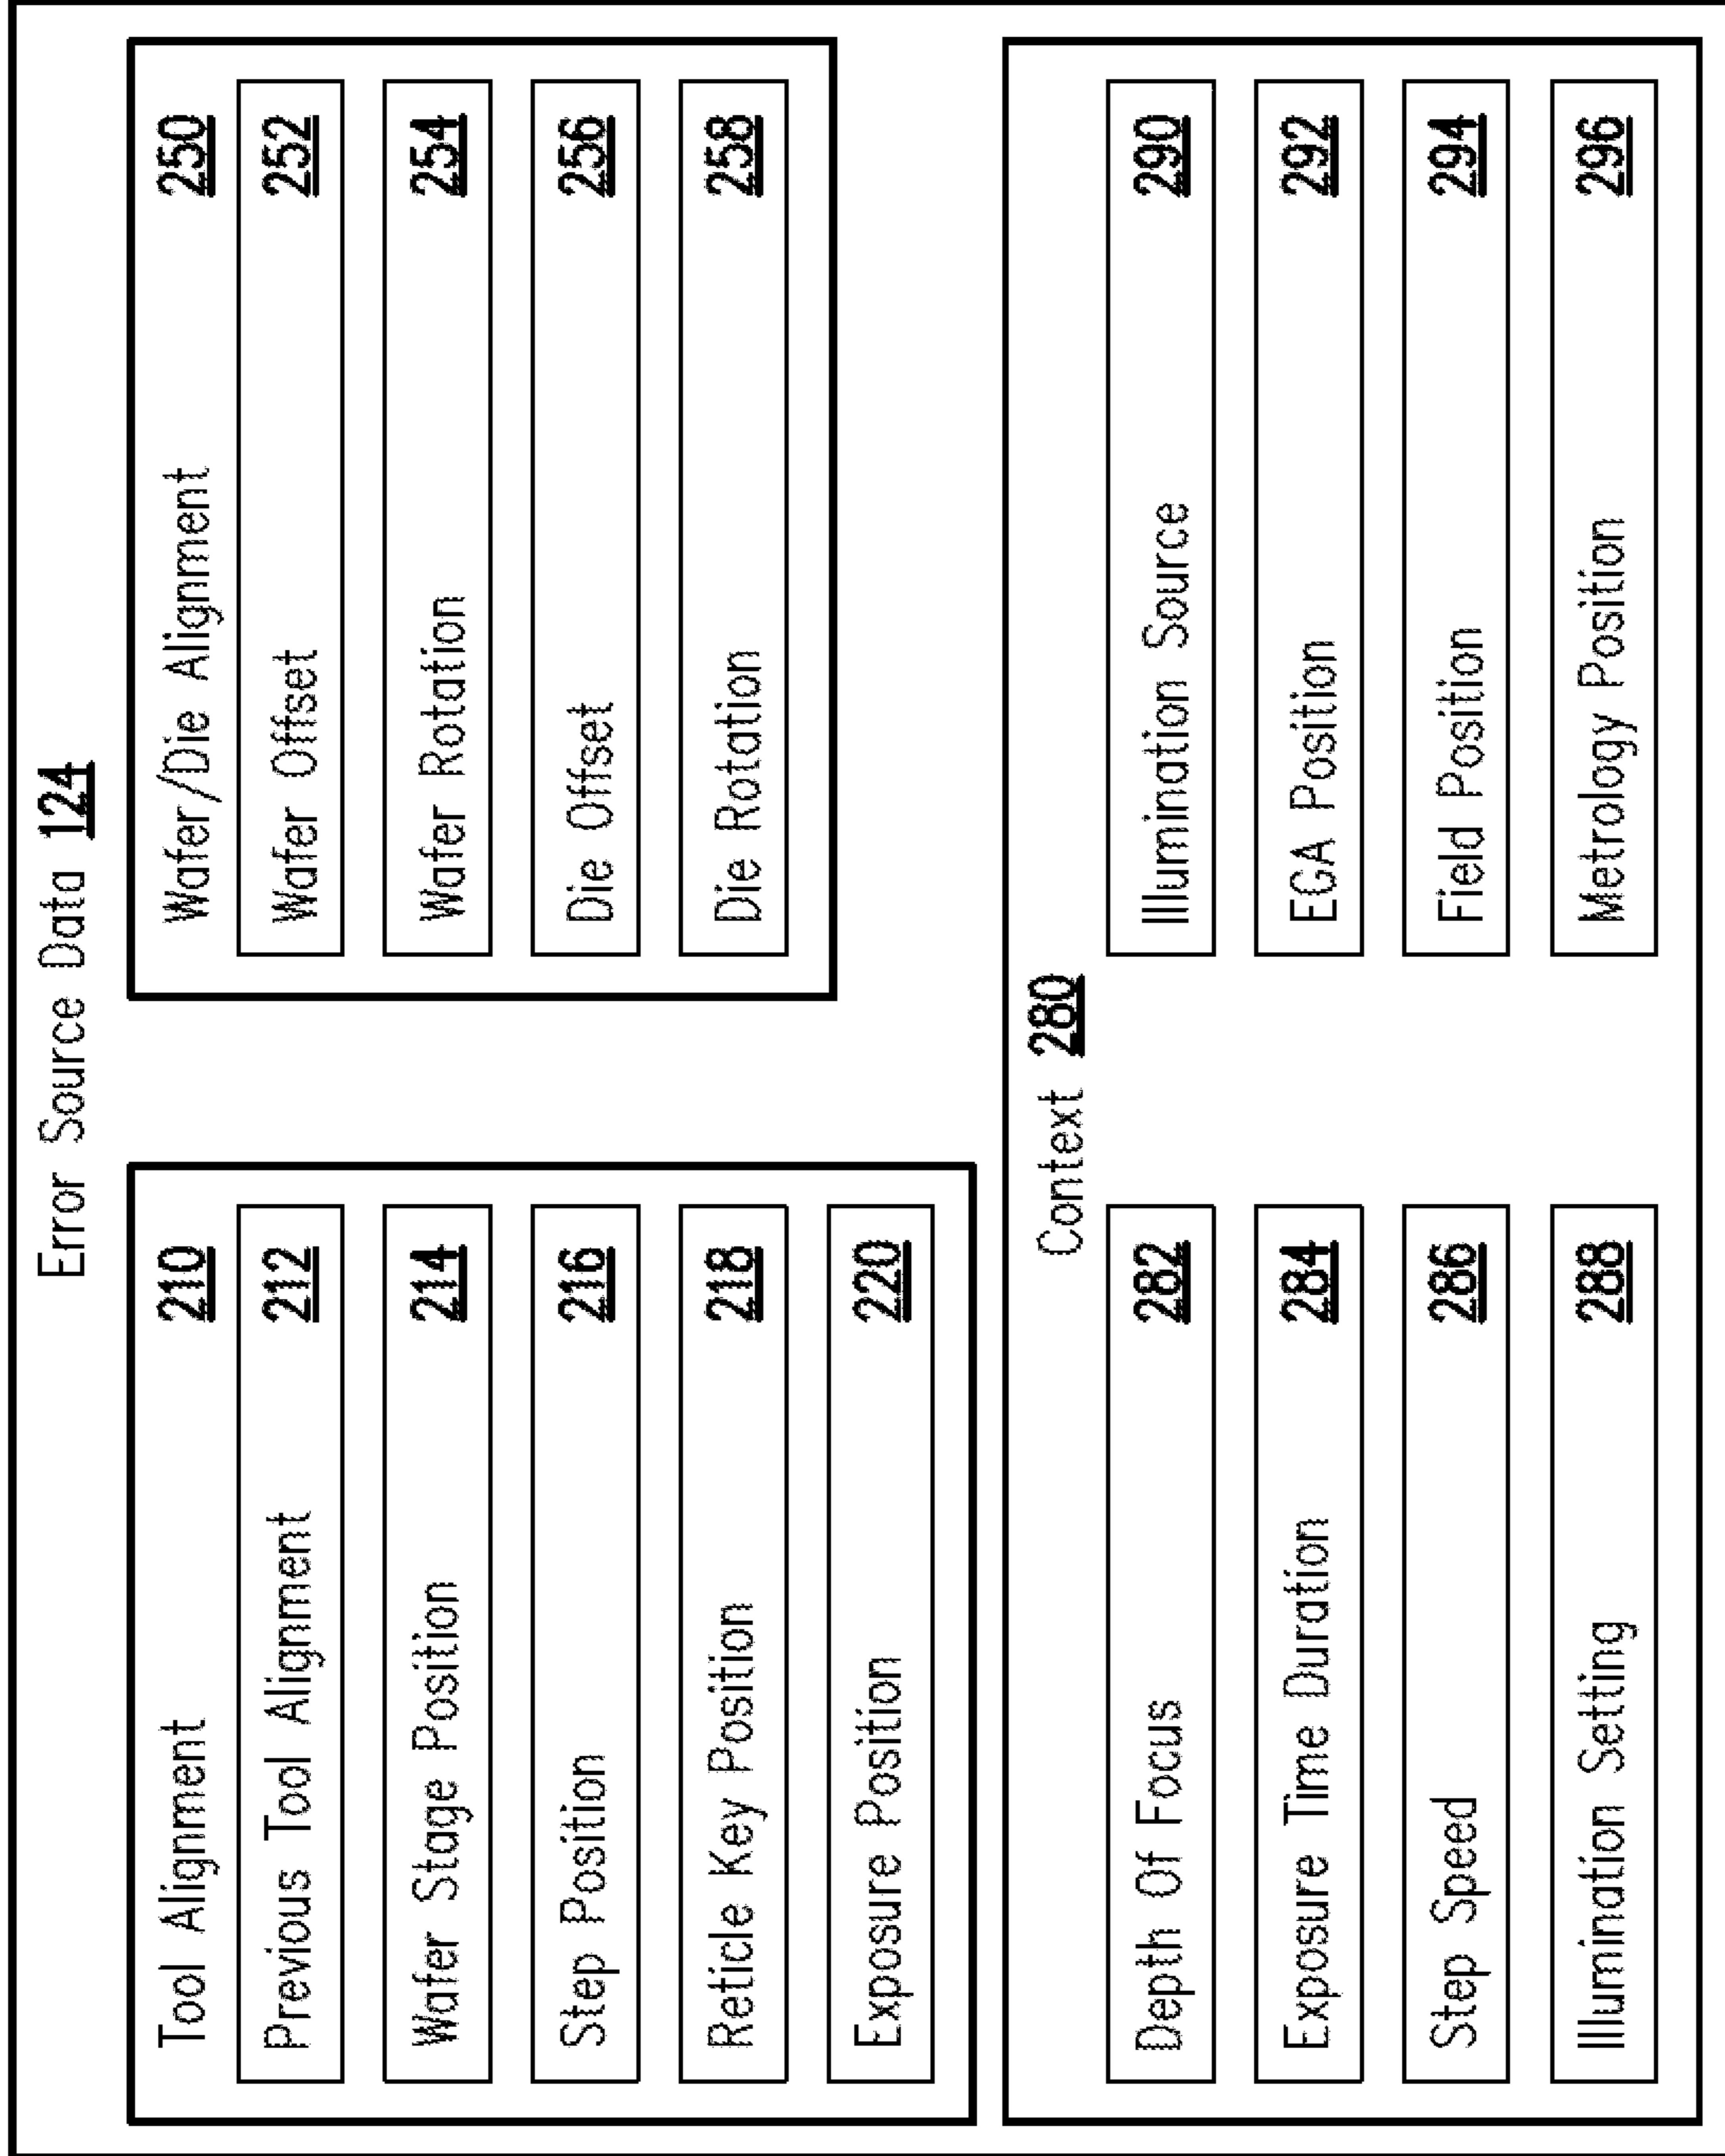 Error Source Data 124
Tool Alignment 210
Previous Tool Alignment 212
Wafer Stage Position 214
Step Position 216
Reticle Key Position 218
Exposure Position 220
Wafer/Die Alignment 250
Wafer Offset 252
Wafer Rotation 254
Die Offset 256
Die Rotation 258
Context 280
Depth Of Focus 282
Exposure Time Duration 284
Step Speed 286
Illumination Setting 288
Illumination Source 290
EGA Position 292
Field Position 294
Metrology Position 296